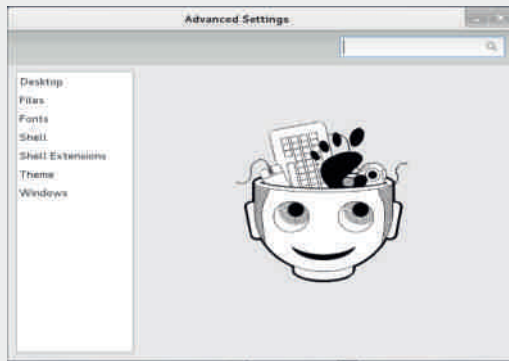 Advanced Settings
Desktop
Files
Fonts
Shell
Shell Extensions
Theme
Windows